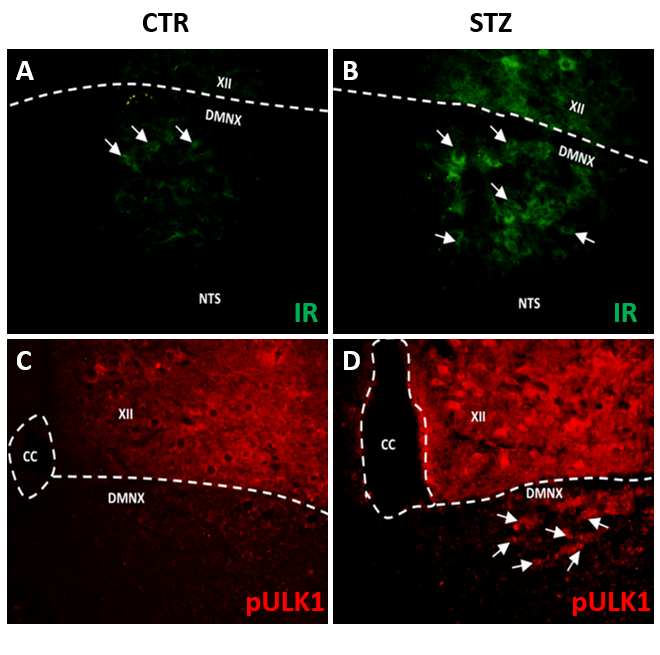 CTR STZ
A B
XII XII
DMNX DMNX
NTS NTS
IR IR
C D
XII XII
CC CC
DMNX DMNX
pULK1 pULK1